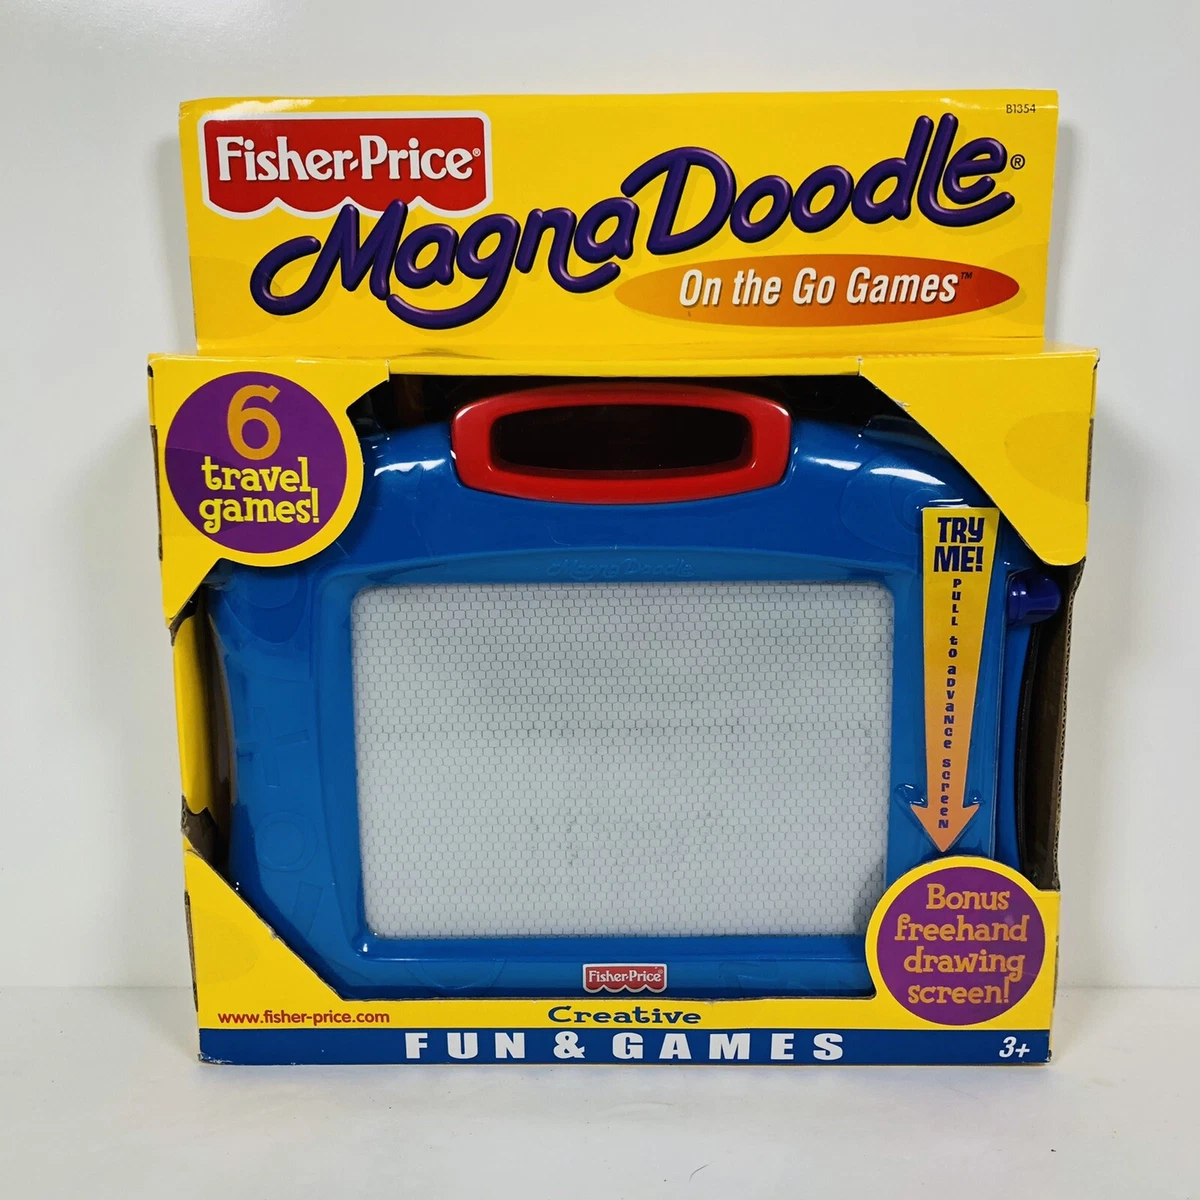 B1354
Fisher-Price®
MagnaDoodle®
On the Go Games™
6
travel
games!
TRY
ME!
PULL to aDVaNce screeN
MagnaDoodle
Bonus
freehand
drawing
screen!
Fisher-Price®
www.fisher-price.com
Creative
FUN & GAMES
3+